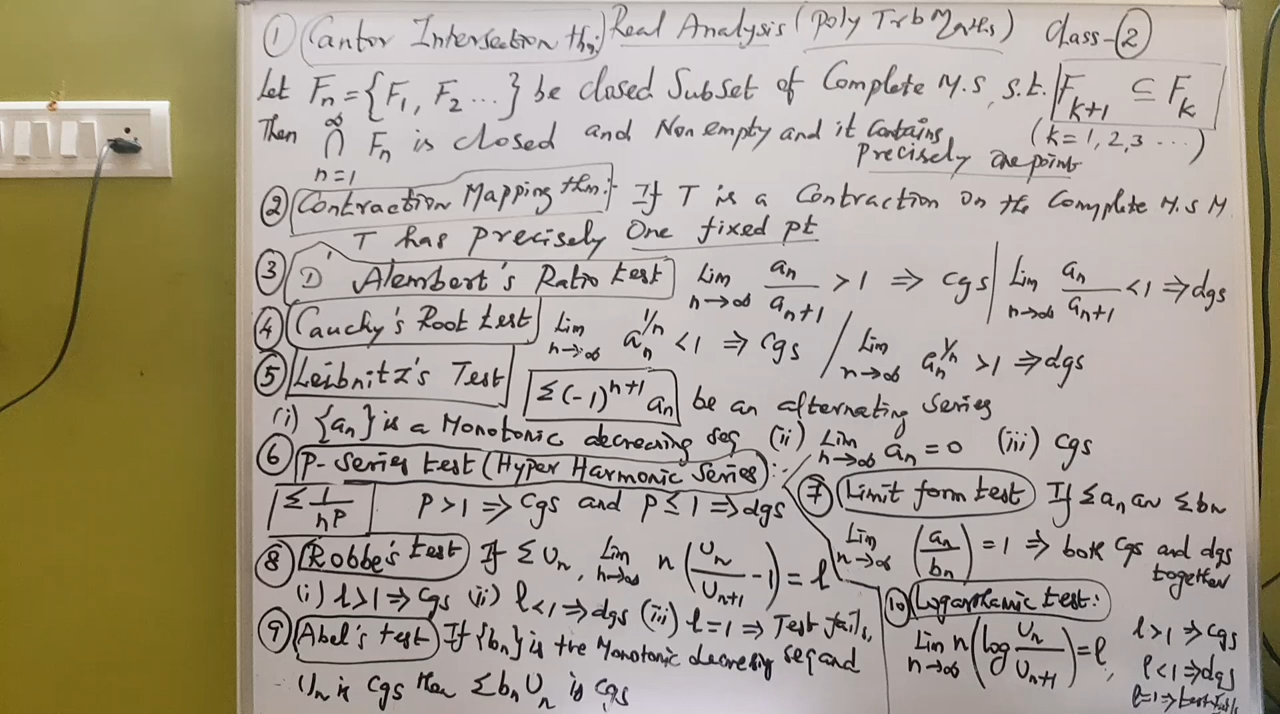 ① Cantor Intersection thm: Real Analysis (Poly Trb Maths) Class-②
Let Fₙ = {F₁, F₂ ...} be closed Subset of Complete M.S, s.t. Fₖ₊₁ ⊆ Fₖ
(k = 1, 2, 3 ...)
Then ∩ₙ₌₁^∞ Fₙ is closed and Non empty and it Contains
Precisely one point
② Contraction Mapping thm:- If T is a Contraction on the Complete M.S M.
T has precisely One fixed pt
③ D'Alembert's Ratio test Lim n→∞ aₙ/aₙ₊₁ > 1 ⇒ cgs | Lim n→∞ aₙ/aₙ₊₁ < 1 ⇒ dgs
④ Cauchy's Root test Lim n→∞ aₙ^1/n < 1 ⇒ cgs / Lim n→∞ aₙ^1/n > 1 ⇒ dgs
⑤ Leibnitz's Test Σ(-1)ⁿ⁺¹ aₙ be an alternating Series
(i) {aₙ} is a Monotonic decreasing seq (ii) Lim n→∞ aₙ = 0 (iii) cgs
⑥ P-Series test (Hyper Harmonic Series):-
Σ 1/nᴾ P > 1 ⇒ cgs and P ≤ 1 ⇒ dgs
⑦ Limit form test If Σaₙ an Σbₙ
Lim n→∞ (aₙ/bₙ) = 1 ⇒ both cgs and dgs
together
⑧ Robbe's test If ΣUₙ, Lim n→∞ n(Uₙ/Uₙ₊₁ - 1) = l
(i) l > 1 ⇒ cgs (ii) l < 1 ⇒ dgs (iii) l = 1 ⇒ Test fails,
⑨ Abel's test If {bₙ} is the Monotonic decresig seq and
Uₙ is cgs then Σbₙ Uₙ is cgs
⑩ Logarthamic test:
Lim n→∞ n(log Uₙ/Uₙ₊₁) = l,
l > 1 ⇒ cgs
l < 1 ⇒ dgs
l = 1 ⇒ test fails